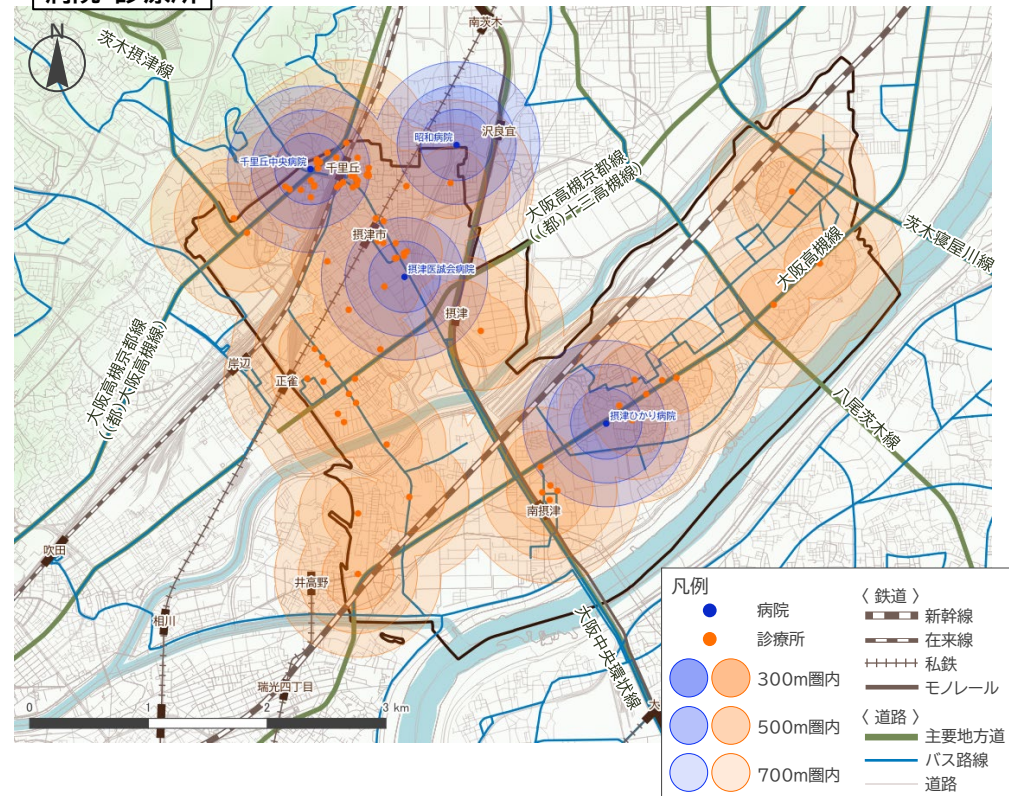 病院・診療所
N
茨木摂津線
南茨木
沢良宜
昭和病院
千里丘中央病院
千里丘
大阪高槻京都線
((都)十三高槻線)
摂津市
摂津医誠会病院
茨木寝屋川線
大阪高槻線
摂津
大阪高槻京都線
((都)大阪高槻線)
岸辺
正雀
八尾茨木線
摂津ひかり病院
南摂津
吹田
井高野
相川
大阪中央環状線
瑞光四丁目
大
0 1 2 3 km
凡例
病院
診療所
300m圏内
500m圏内
700m圏内
〈 鉄道 〉
新幹線
在来線
私鉄
モノレール
〈 道路 〉
主要地方道
バス路線
道路